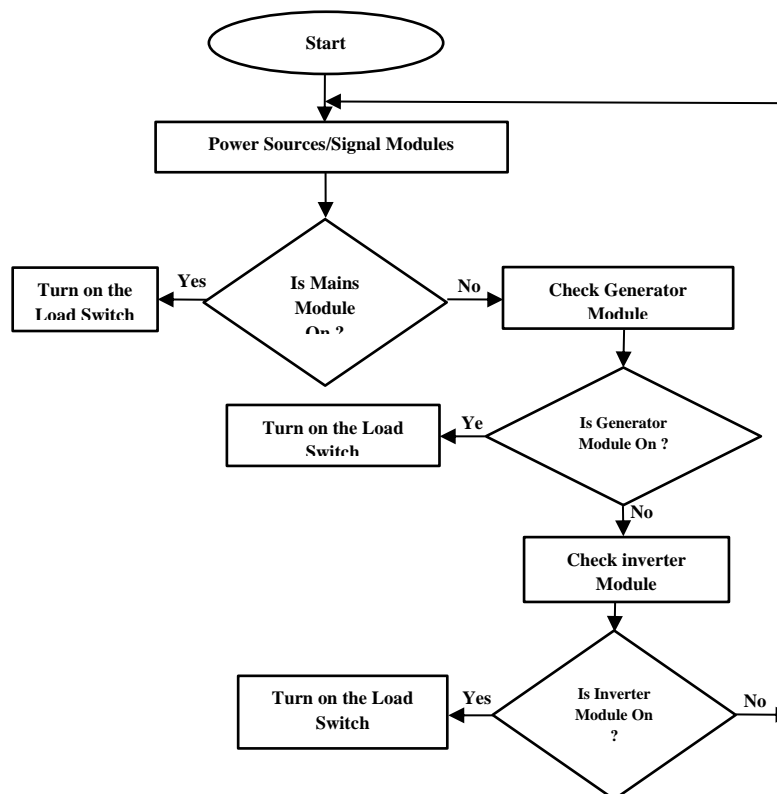 Start
Power Sources/Signal Modules
Is Mains
Module
On ?
Yes
No
Turn on the
Load Switch
Check Generator
Module
Is Generator
Module On ?
Ye
No
Turn on the Load
Switch
Check inverter
Module
Is Inverter
Module On
?
Yes
No
Turn on the Load
Switch